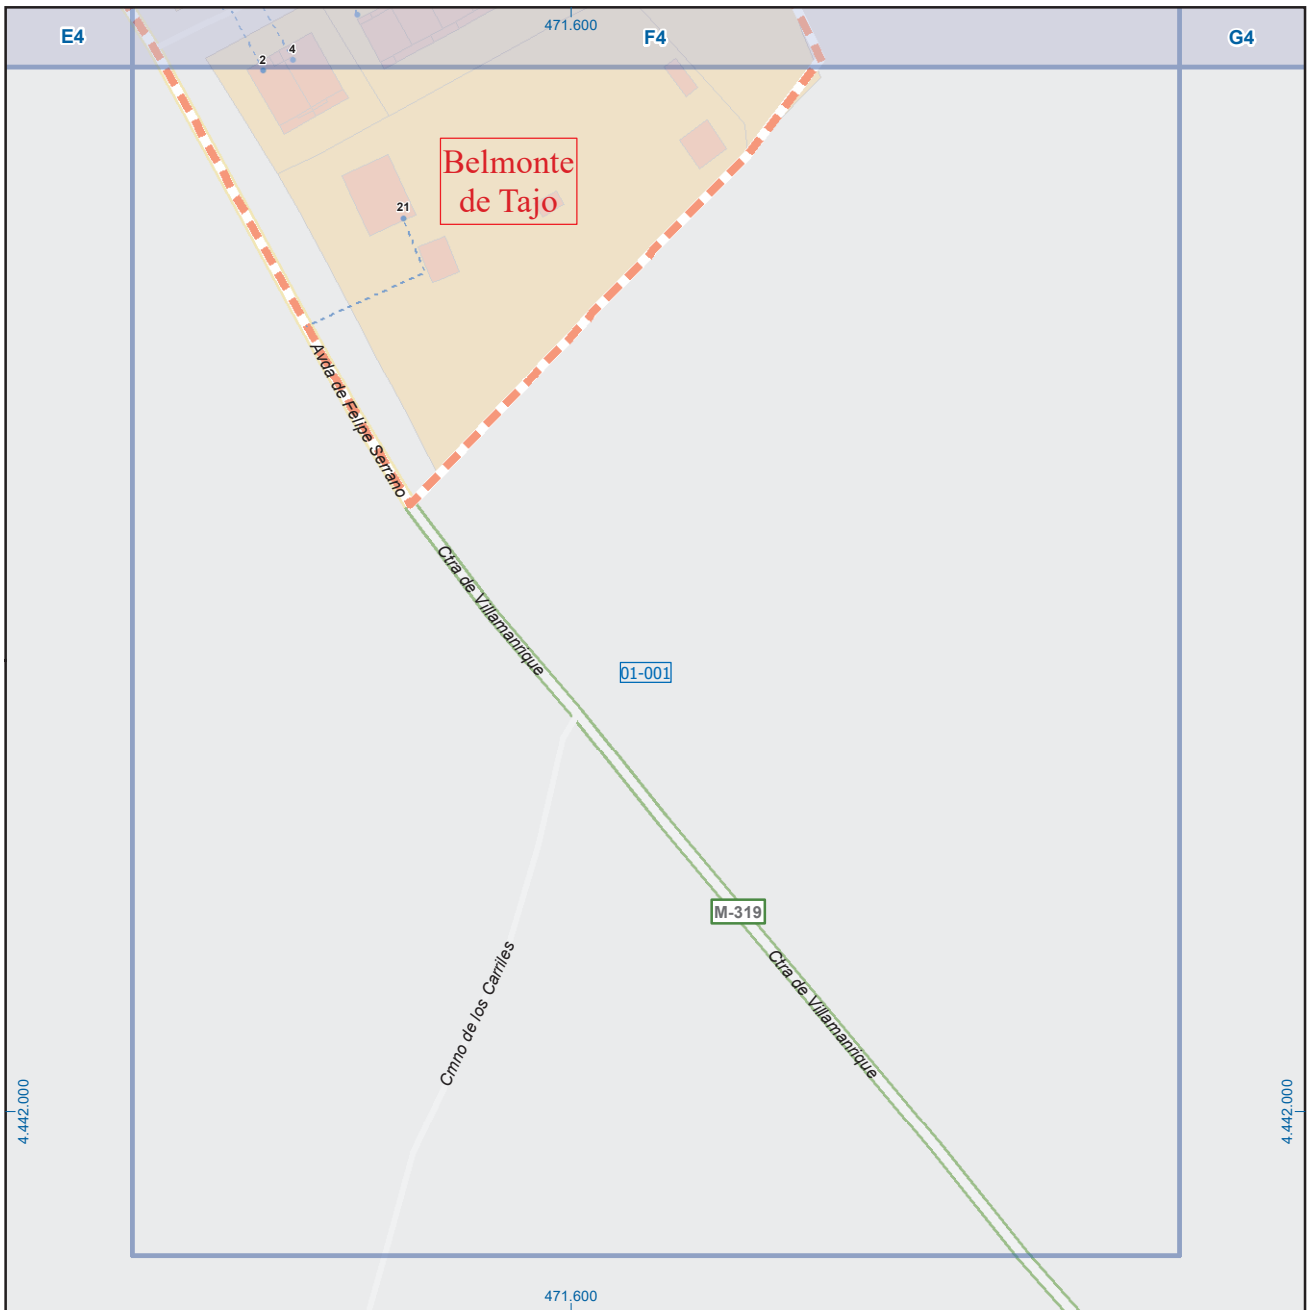 E4
471.600
F4
G4
2
4
Belmonte
de Tajo
21
Avda de Felipe Serrano
Ctra de Villamanrique
01-001
M-319
Ctra de Villamanrique
Cmno de los Carriles
4.442.000
4.442.000
471.600